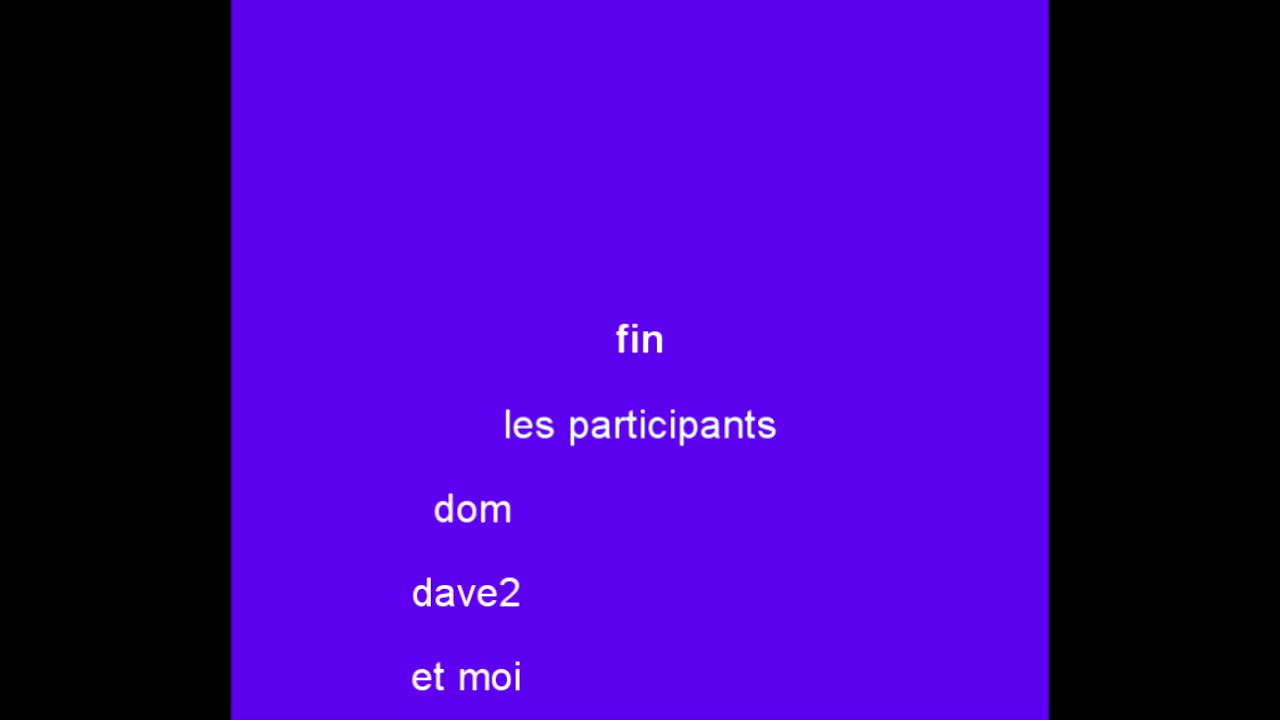 fin
les participants
dom
dave2
et moi